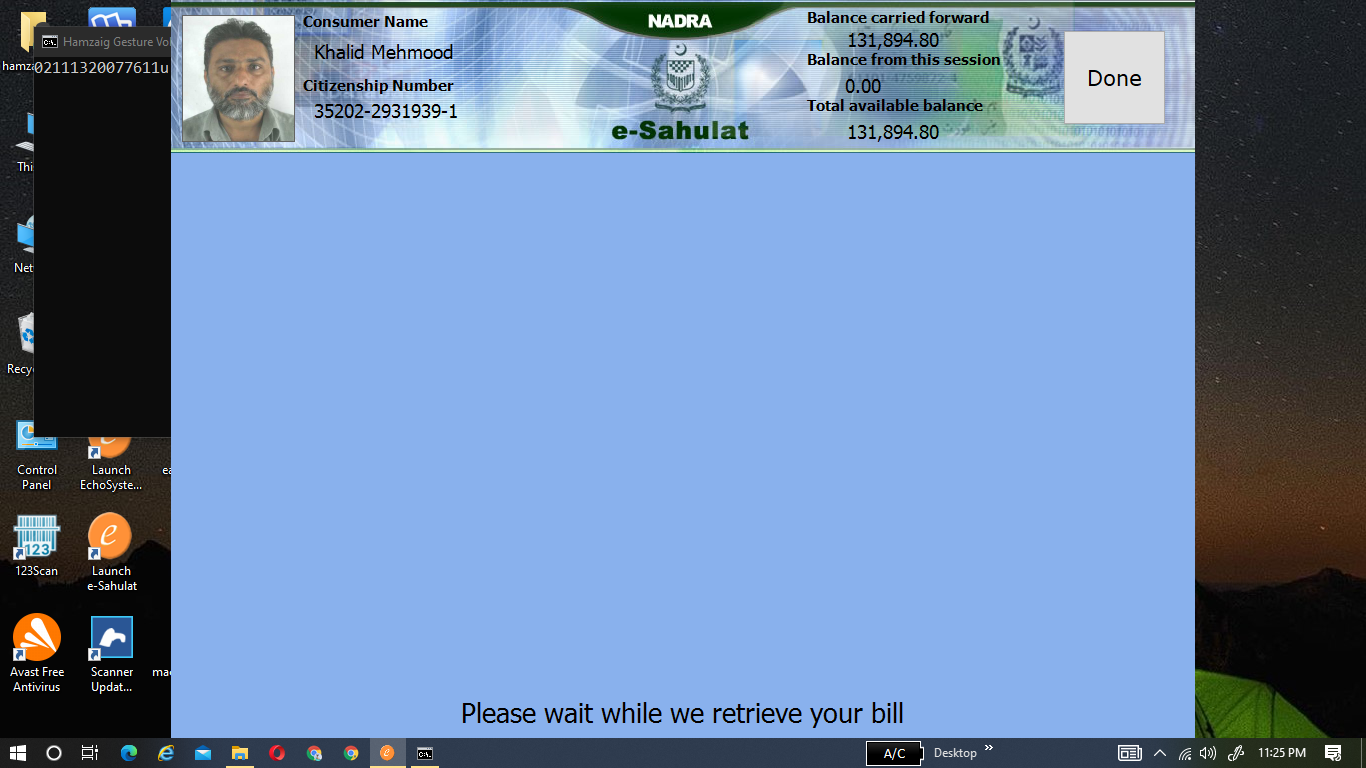 Hamzaig Gesture Vo
hamza
02111320077611u
Thi
Net
Recy
Control
Panel
Launch
EchoSyste...
ea
123
123Scan
e
Launch
e-Sahulat
Avast Free
Antivirus
Scanner
Updat...
mac
Consumer Name
Khalid Mehmood
Citizenship Number
35202-2931939-1
NADRA
e-Sahulat
Balance carried forward
131,894.80
Balance from this session
0.00
Total available balance
131,894.80
Done
Please wait while we retrieve your bill
A/C
Desktop
11:25 PM